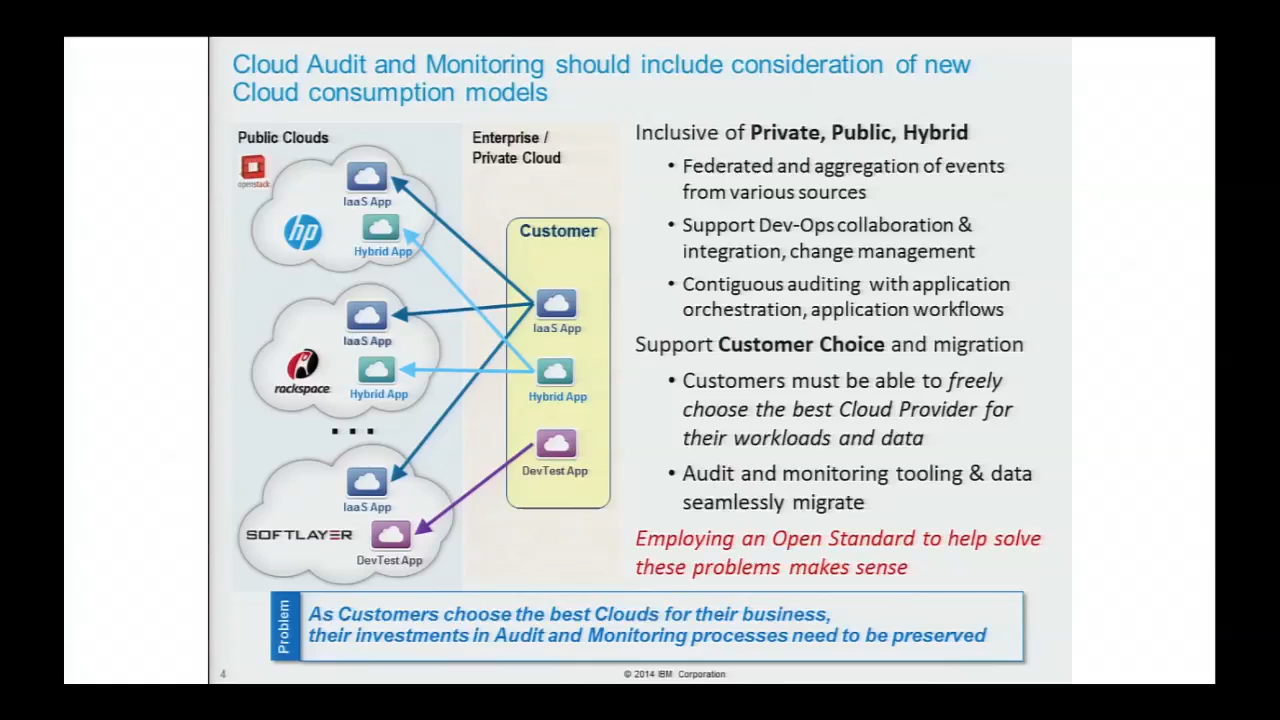 Cloud Audit and Monitoring should include consideration of new
Cloud consumption models
Public Clouds
openstack
IaaS App
hp
Hybrid App
IaaS App
rackspace
Hybrid App
. . .
IaaS App
SOFTLAYER
DevTest App
Enterprise /
Private Cloud
Customer
IaaS App
Hybrid App
DevTest App
Inclusive of Private, Public, Hybrid
• Federated and aggregation of events
from various sources
• Support Dev-Ops collaboration &
integration, change management
• Contiguous auditing with application
orchestration, application workflows
Support Customer Choice and migration
• Customers must be able to freely
choose the best Cloud Provider for
their workloads and data
• Audit and monitoring tooling & data
seamlessly migrate
Employing an Open Standard to help solve
these problems makes sense
Problem
As Customers choose the best Clouds for their business,
their investments in Audit and Monitoring processes need to be preserved
4
© 2014 IBM Corporation